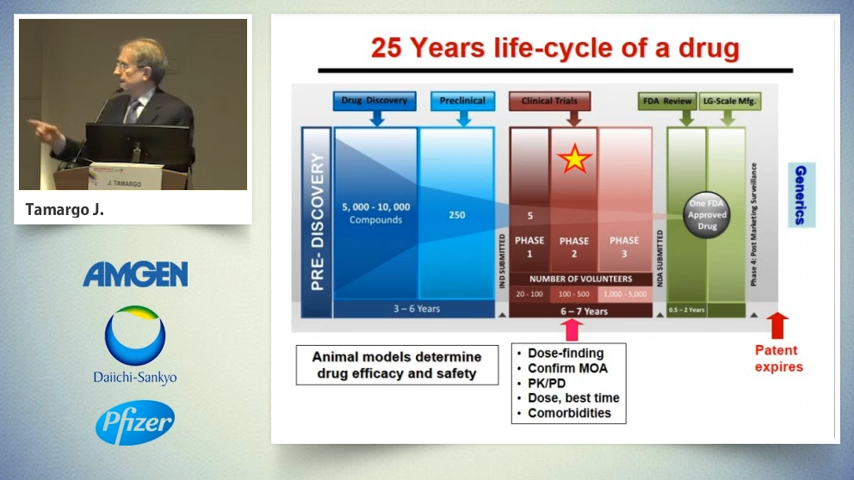 25 Years life-cycle of a drug
J. TAMARGO
Tamargo J.
AMGEN
Daiichi-Sankyo
Pfizer
Drug Discovery
Preclinical
Clinical Trials
FDA Review
LG-Scale Mfg.
PRE- DISCOVERY
5,000 - 10, 000
Compounds
250
IND SUBMITTED
5
PHASE
1
PHASE
2
PHASE
3
NUMBER OF VOLUNTEERS
20 - 100
100 - 500
1,000 - 5,000
NDA SUBMITTED
One FDA
Approved
Drug
Phase 4: Post Marketing Surveillance
Generics
3 – 6 Years
6 – 7 Years
0.5 – 2 Years
Patent
expires
Animal models determine
drug efficacy and safety
• Dose-finding
• Confirm MOA
• PK/PD
• Dose, best time
• Comorbidities